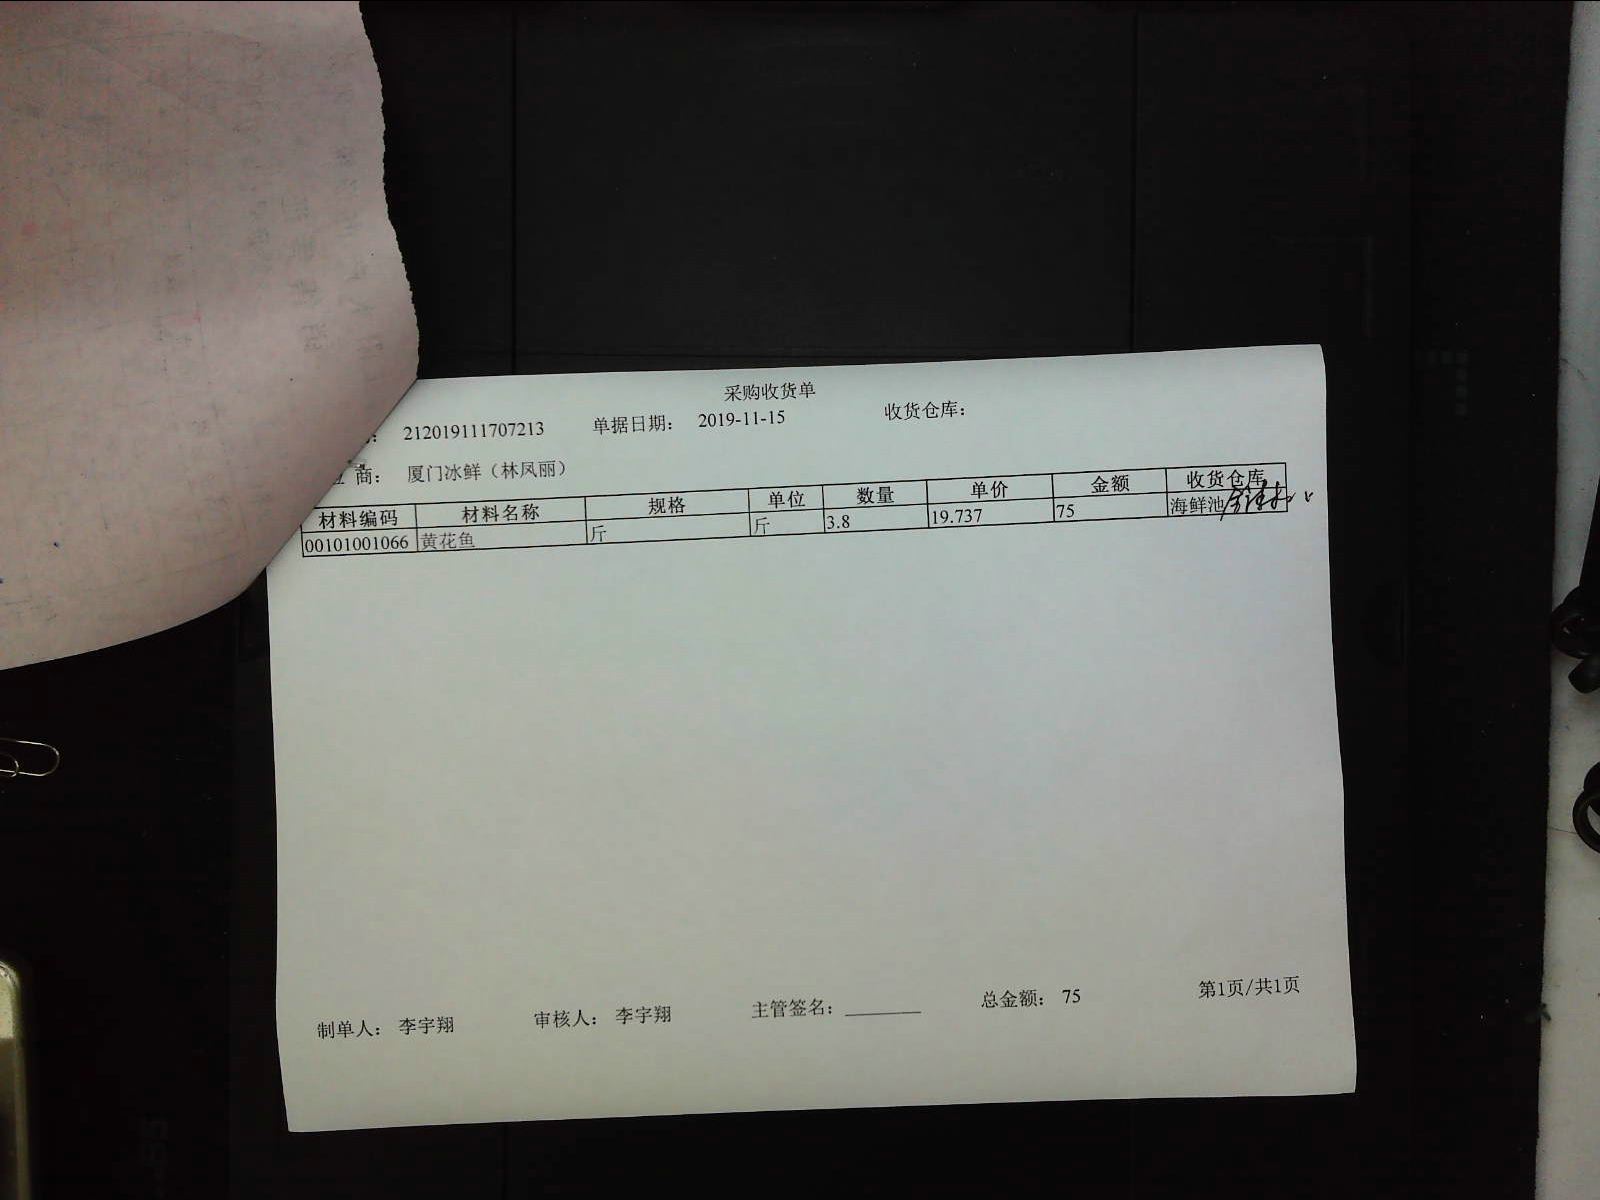 采购收货单
212019111707213 单据日期： 2019-11-15 收货仓库：
商： 厦门冰鲜（林凤丽）
材料编码 材料名称 规格 单位 数量 单价 金额 收货仓库
00101001066 黄花鱼 斤 斤 3.8 19.737 75 海鲜池
制单人： 李宇翔 审核人： 李宇翔 主管签名： 总金额： 75 第1页/共1页